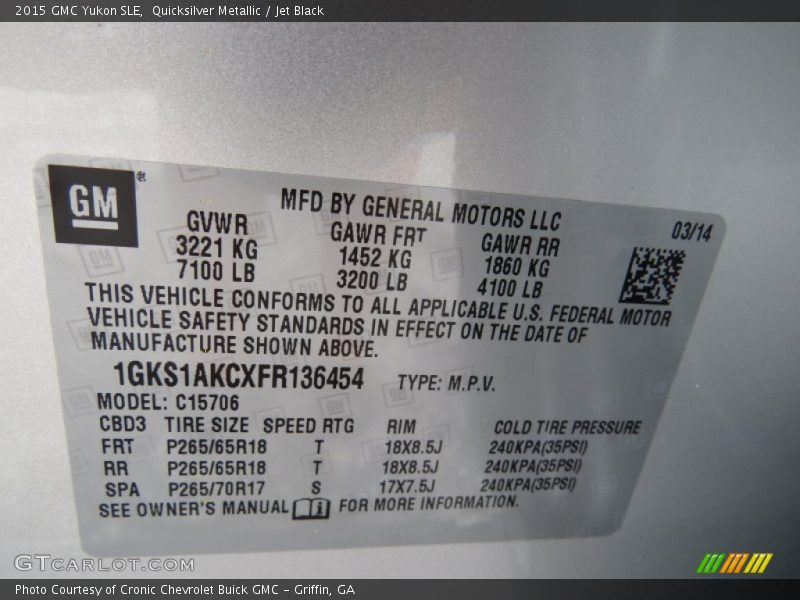 2015 GMC Yukon SLE, Quicksilver Metallic / Jet Black
GM ®
MFD BY GENERAL MOTORS LLC
03/14
GVWR GAWR FRT GAWR RR
3221 KG 1452 KG 1860 KG
7100 LB 3200 LB 4100 LB
THIS VEHICLE CONFORMS TO ALL APPLICABLE U.S. FEDERAL MOTOR
VEHICLE SAFETY STANDARDS IN EFFECT ON THE DATE OF
MANUFACTURE SHOWN ABOVE.
1GKS1AKCXFR136454 TYPE: M.P.V.
MODEL: C15706
CBD3 TIRE SIZE SPEED RTG RIM COLD TIRE PRESSURE
FRT P265/65R18 T 18X8.5J 240KPA(35PSI)
RR P265/65R18 T 18X8.5J 240KPA(35PSI)
SPA P265/70R17 S 17X7.5J 240KPA(35PSI)
SEE OWNER'S MANUAL i FOR MORE INFORMATION.
GTcarlot.com
Photo Courtesy of Cronic Chevrolet Buick GMC – Griffin, GA